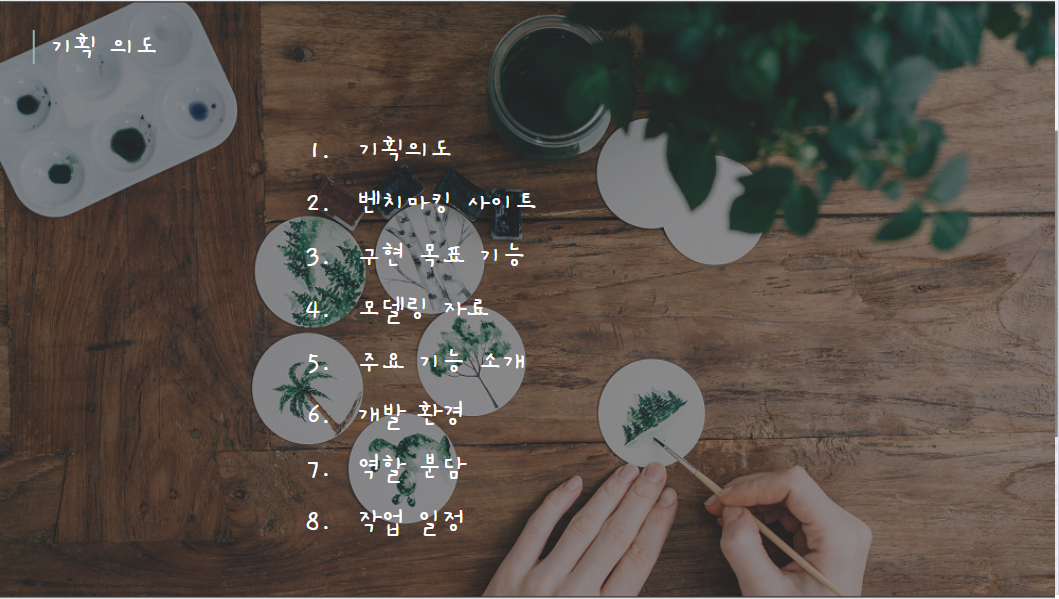 기획 의도
1. 기획의도
2. 벤치마킹 사이트
3. 구현 목표 기능
4. 모델링 자료
5. 주요 기능 소개
6. 개발 환경
7. 역할 분담
8. 작업 일정